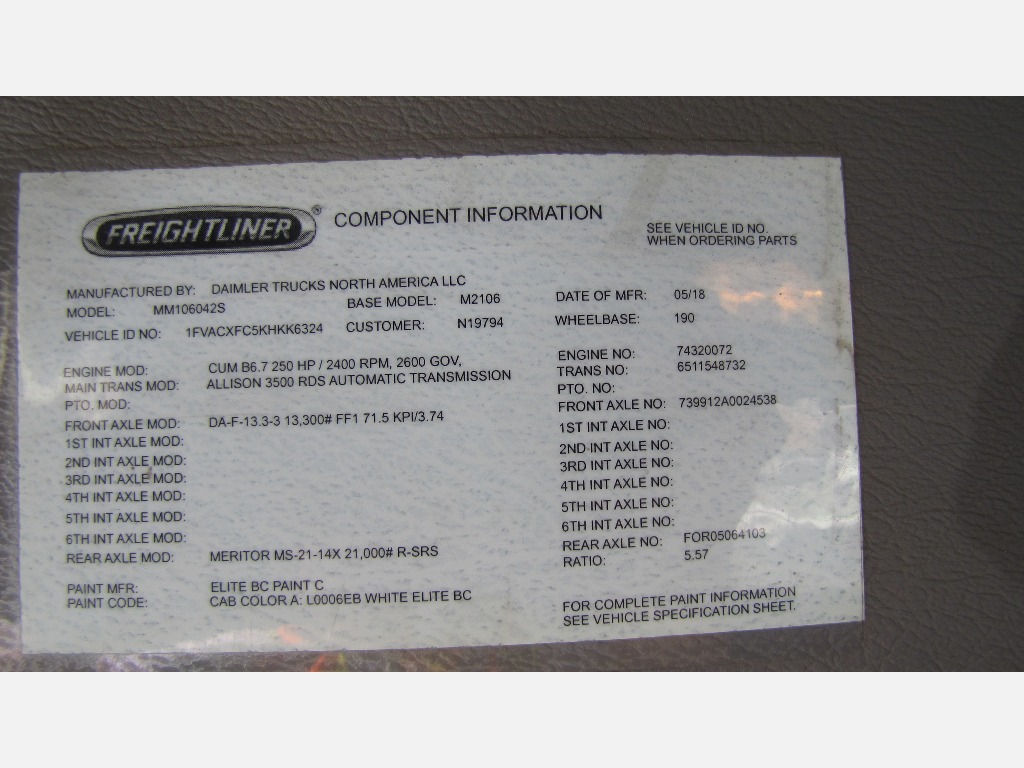 FREIGHTLINER® COMPONENT INFORMATION
SEE VEHICLE ID NO.
WHEN ORDERING PARTS
MANUFACTURED BY: DAIMLER TRUCKS NORTH AMERICA LLC
MODEL: MM106042S BASE MODEL: M2106 DATE OF MFR: 05/18
VEHICLE ID NO: 1FVACXFC5KHKK6324 CUSTOMER: N19794 WHEELBASE: 190
ENGINE MOD: CUM B6.7 250 HP / 2400 RPM, 2600 GOV, ENGINE NO: 74320072
MAIN TRANS MOD: ALLISON 3500 RDS AUTOMATIC TRANSMISSION TRANS NO: 6511548732
PTO. MOD: PTO. NO:
FRONT AXLE MOD: DA-F-13.3-3 13,300# FF1 71.5 KPI/3.74 FRONT AXLE NO: 739912A0024538
1ST INT AXLE MOD: 1ST INT AXLE NO:
2ND INT AXLE MOD: 2ND INT AXLE NO:
3RD INT AXLE MOD: 3RD INT AXLE NO:
4TH INT AXLE MOD: 4TH INT AXLE NO:
5TH INT AXLE MOD: 5TH INT AXLE NO:
6TH INT AXLE MOD: 6TH INT AXLE NO:
REAR AXLE MOD: MERITOR MS-21-14X 21,000# R-SRS REAR AXLE NO: FOR05064103
RATIO: 5.57
PAINT MFR: ELITE BC PAINT C
PAINT CODE: CAB COLOR A: L0006EB WHITE ELITE BC
FOR COMPLETE PAINT INFORMATION
SEE VEHICLE SPECIFICATION SHEET.